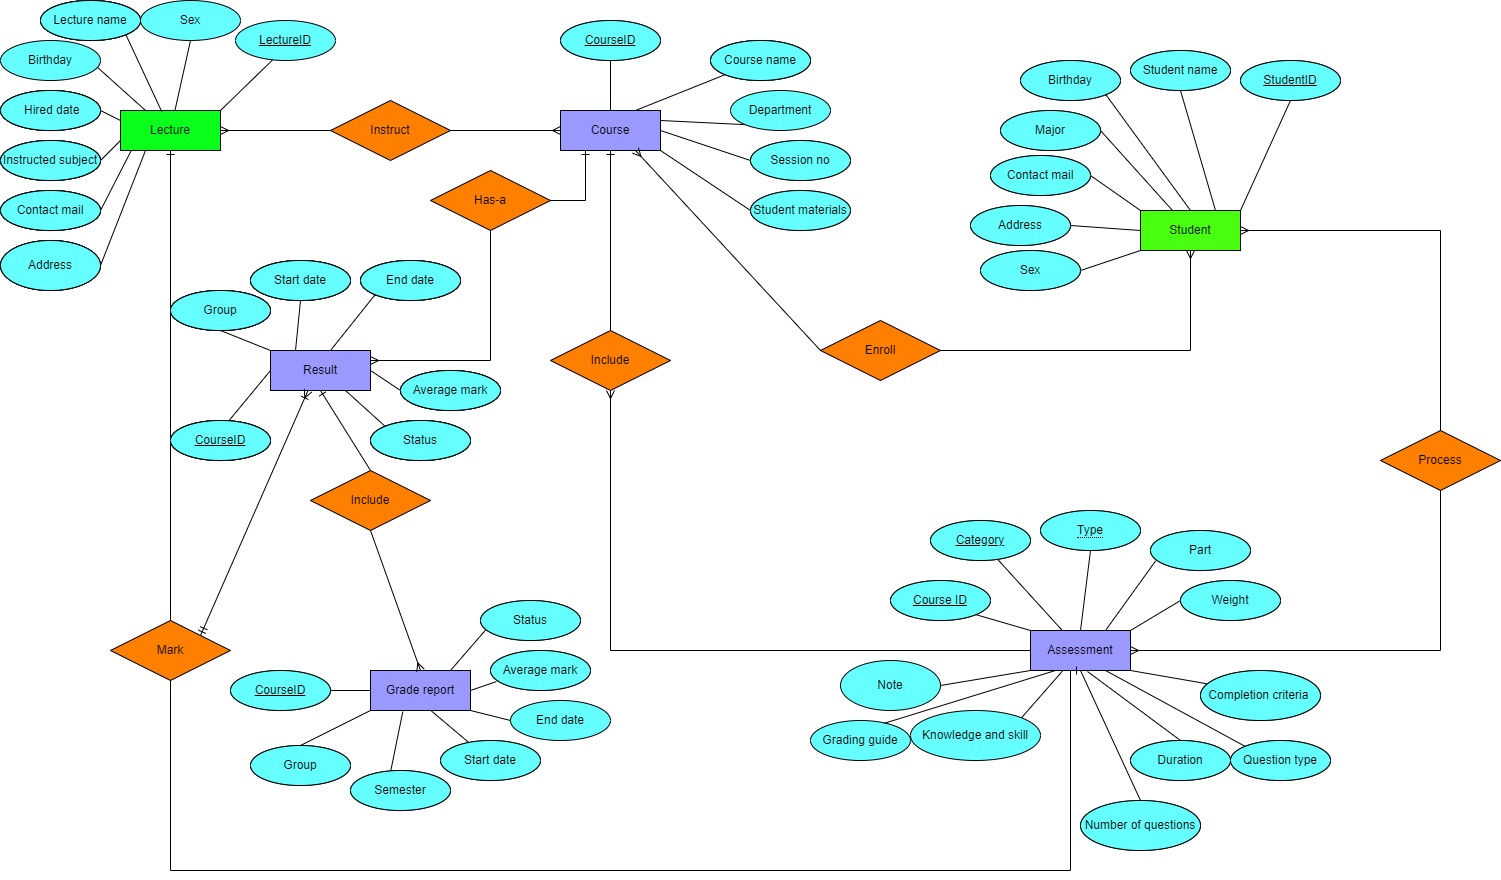 Lecture name
Sex
LectureID
CourseID
Birthday
Course name
Student name
Birthday
StudentID
Hired date
Lecture
Instruct
Course
Department
Major
Instructed subject
Session no
Contact mail
Contact mail
Has-a
Student materials
Address
Student
Address
Sex
Start date
End date
Group
Result
Include
Enroll
Average mark
CourseID
Status
Process
Include
Category
Type
Part
Course ID
Weight
Status
Mark
Assessment
Average mark
CourseID
Grade report
Note
Completion criteria
End date
Grading guide
Knowledge and skill
Group
Start date
Duration
Question type
Semester
Number of questions